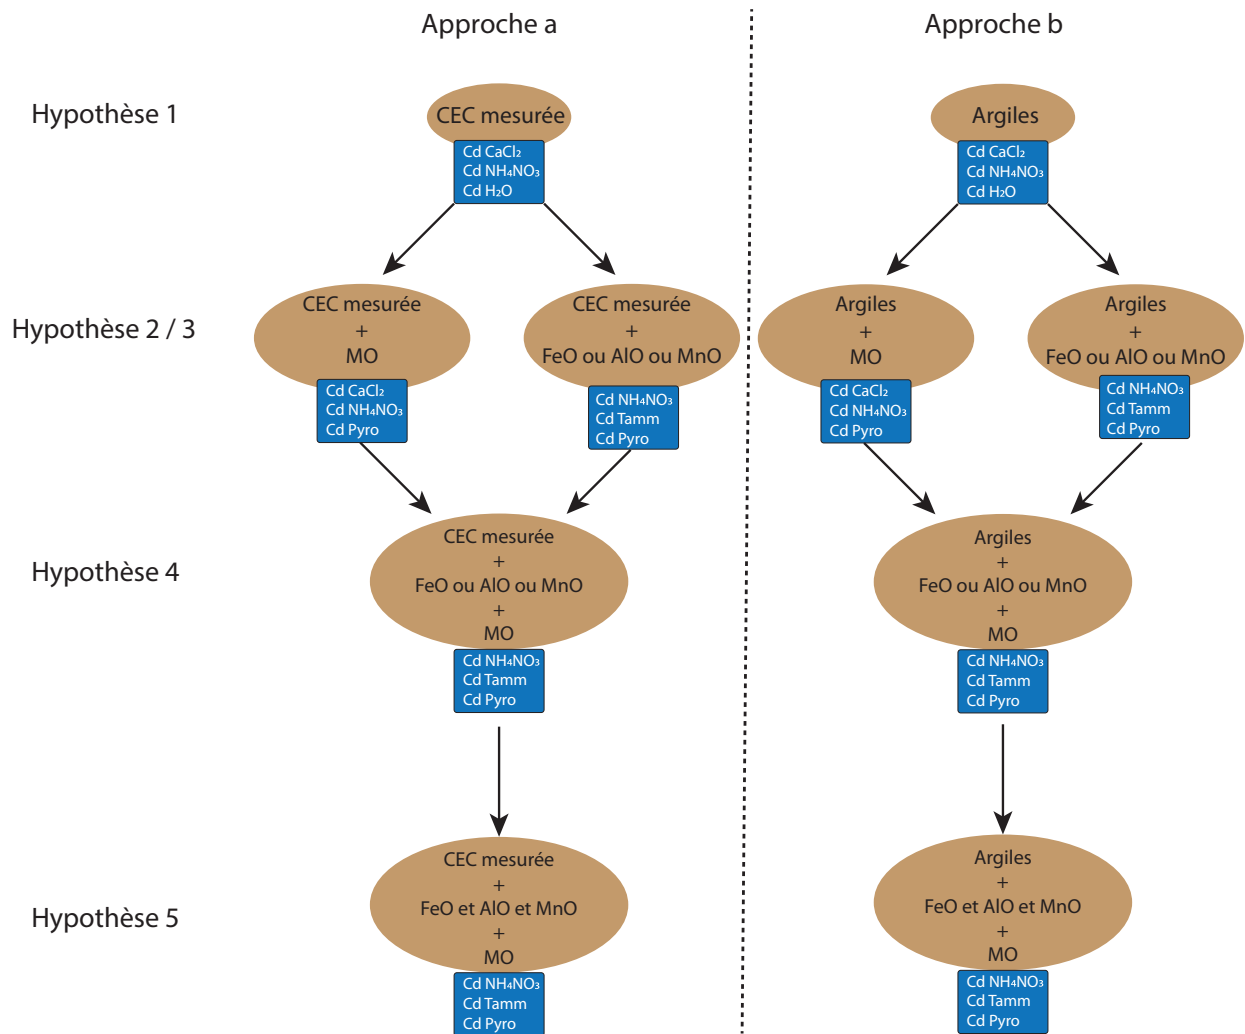 Approche a
Approche b
Hypothèse 1
CEC mesurée
Cd CaCl₂
Cd NH₄NO₃
Cd H₂O
Argiles
Cd CaCl₂
Cd NH₄NO₃
Cd H₂O
Hypothèse 2 / 3
CEC mesurée
+
MO
Cd CaCl₂
Cd NH₄NO₃
Cd Pyro
CEC mesurée
+
FeO ou AlO ou MnO
Cd NH₄NO₃
Cd Tamm
Cd Pyro
Argiles
+
MO
Cd CaCl₂
Cd NH₄NO₃
Cd Pyro
Argiles
+
FeO ou AlO ou MnO
Cd NH₄NO₃
Cd Tamm
Cd Pyro
Hypothèse 4
CEC mesurée
+
FeO ou AlO ou MnO
+
MO
Cd NH₄NO₃
Cd Tamm
Cd Pyro
Argiles
+
FeO ou AlO ou MnO
+
MO
Cd NH₄NO₃
Cd Tamm
Cd Pyro
Hypothèse 5
CEC mesurée
+
FeO et AlO et MnO
+
MO
Cd NH₄NO₃
Cd Tamm
Cd Pyro
Argiles
+
FeO et AlO et MnO
+
MO
Cd NH₄NO₃
Cd Tamm
Cd Pyro